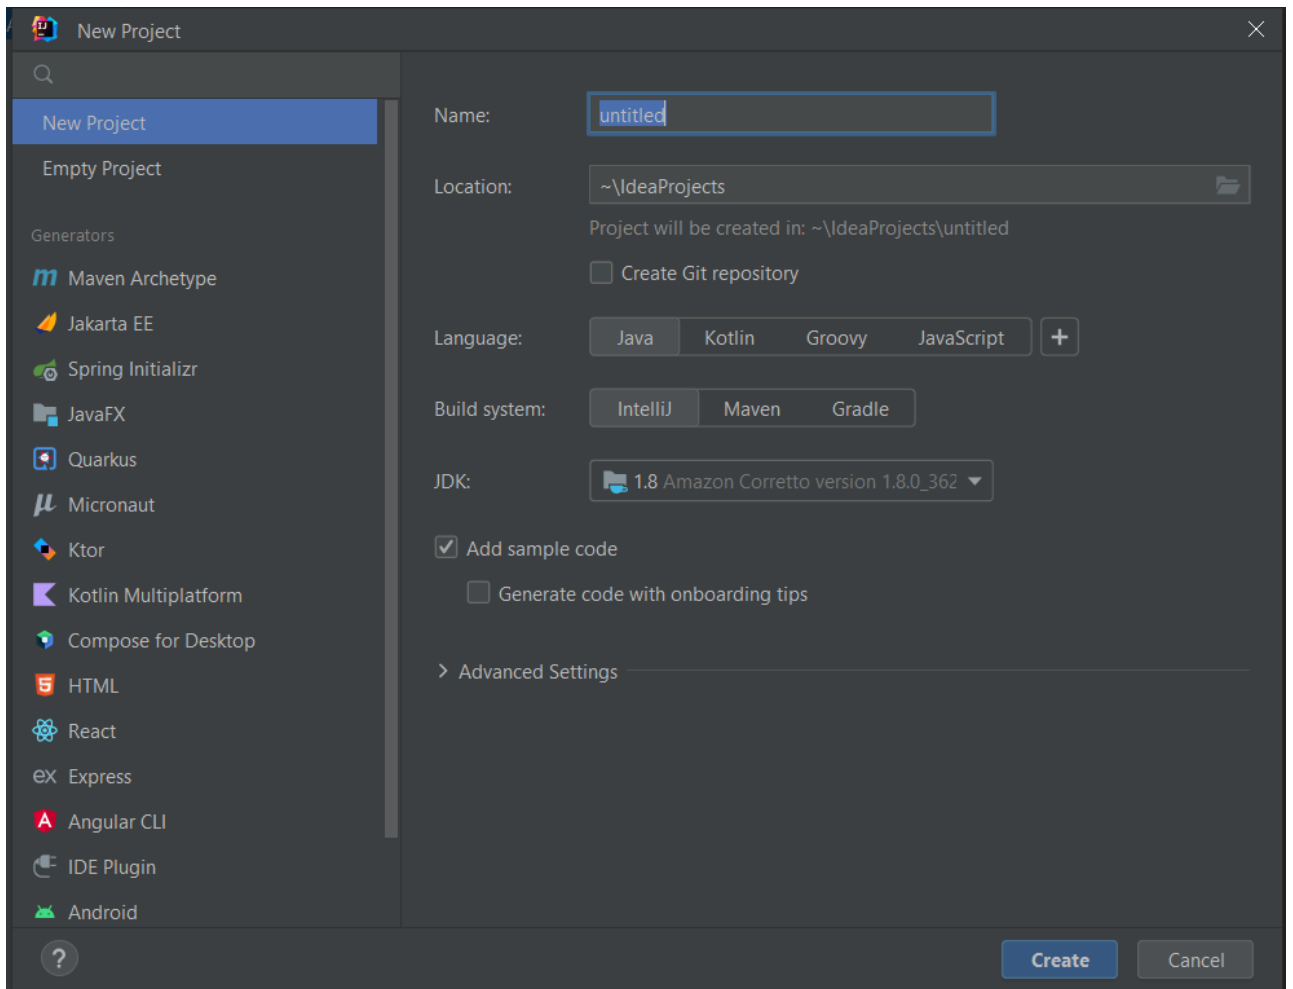 New Project
New Project
Empty Project
Generators
Maven Archetype
Jakarta EE
Spring Initializr
JavaFX
Quarkus
Micronaut
Ktor
Kotlin Multiplatform
Compose for Desktop
HTML
React
ex Express
Angular CLI
IDE Plugin
Android
Name: untitled
Location: ~\IdeaProjects
Project will be created in: ~\IdeaProjects\untitled
Create Git repository
Language: Java Kotlin Groovy JavaScript +
Build system: IntelliJ Maven Gradle
JDK: 1.8 Amazon Corretto version 1.8.0_362
Add sample code
Generate code with onboarding tips
Advanced Settings
? Create Cancel